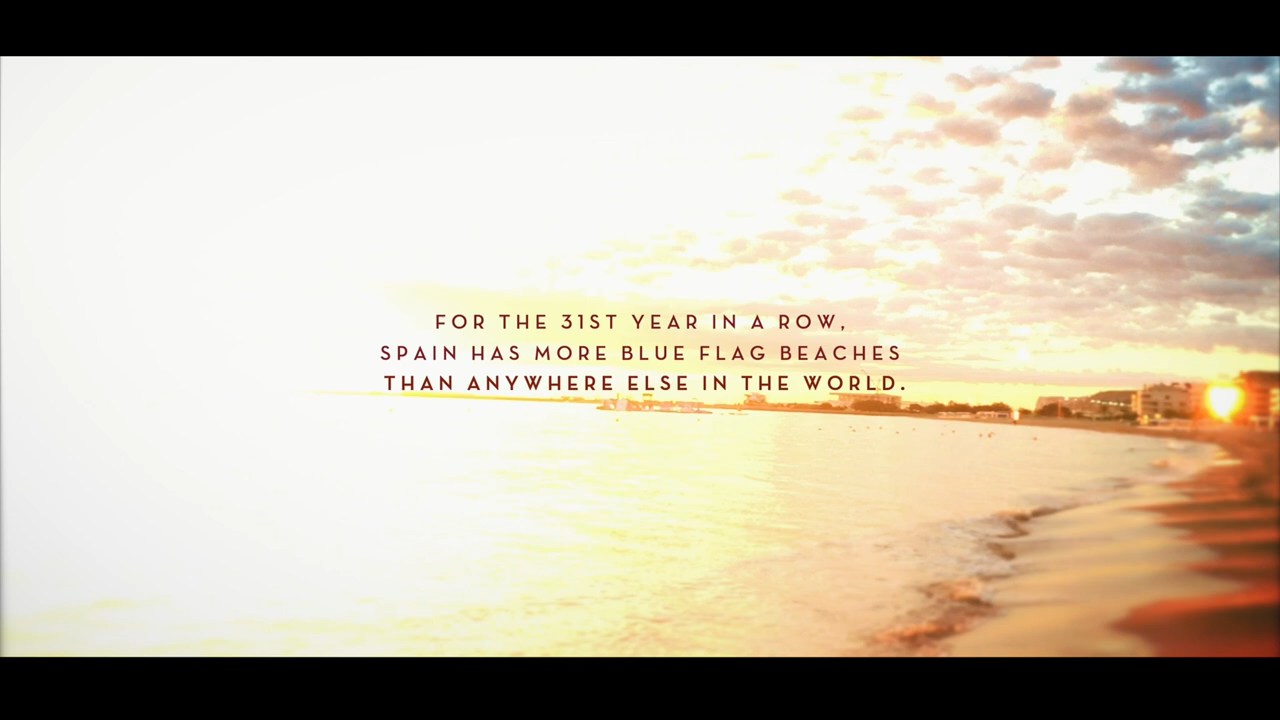 FOR THE 31ST YEAR IN A ROW,
SPAIN HAS MORE BLUE FLAG BEACHES
THAN ANYWHERE ELSE IN THE WORLD.